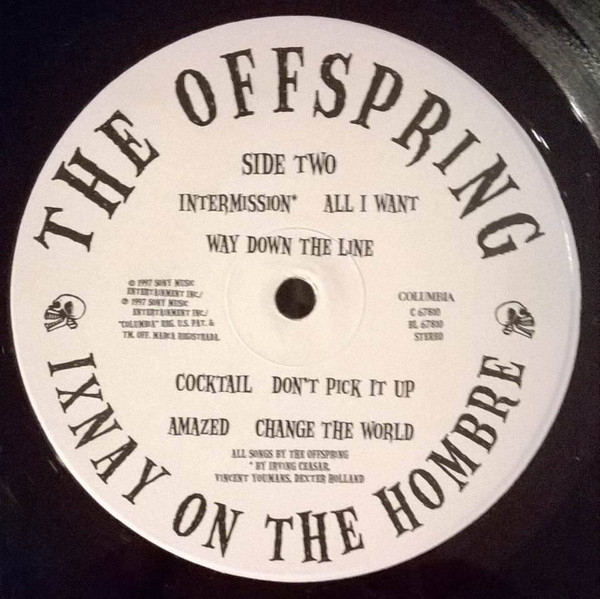 THE OFFSPRING
SIDE TWO
INTERMISSION* ALL I WANT
WAY DOWN THE LINE
© 1997 SONY MUSIC
ENTERTAINMENT INC./
℗ 1997 SONY MUSIC
ENTERTAINMENT INC./
"COLUMBIA" REG. U.S. PAT. &
TM. OFF. MARCA REGISTRADA.
COLUMBIA
C 67810
BL 67810
STEREO
COCKTAIL DON'T PICK IT UP
AMAZED CHANGE THE WORLD
ALL SONGS BY THE OFFSPRING
* BY IRVING CEASAR,
VINCENT YOUMANS, DEXTER HOLLAND
IXNAY ON THE HOMBRE